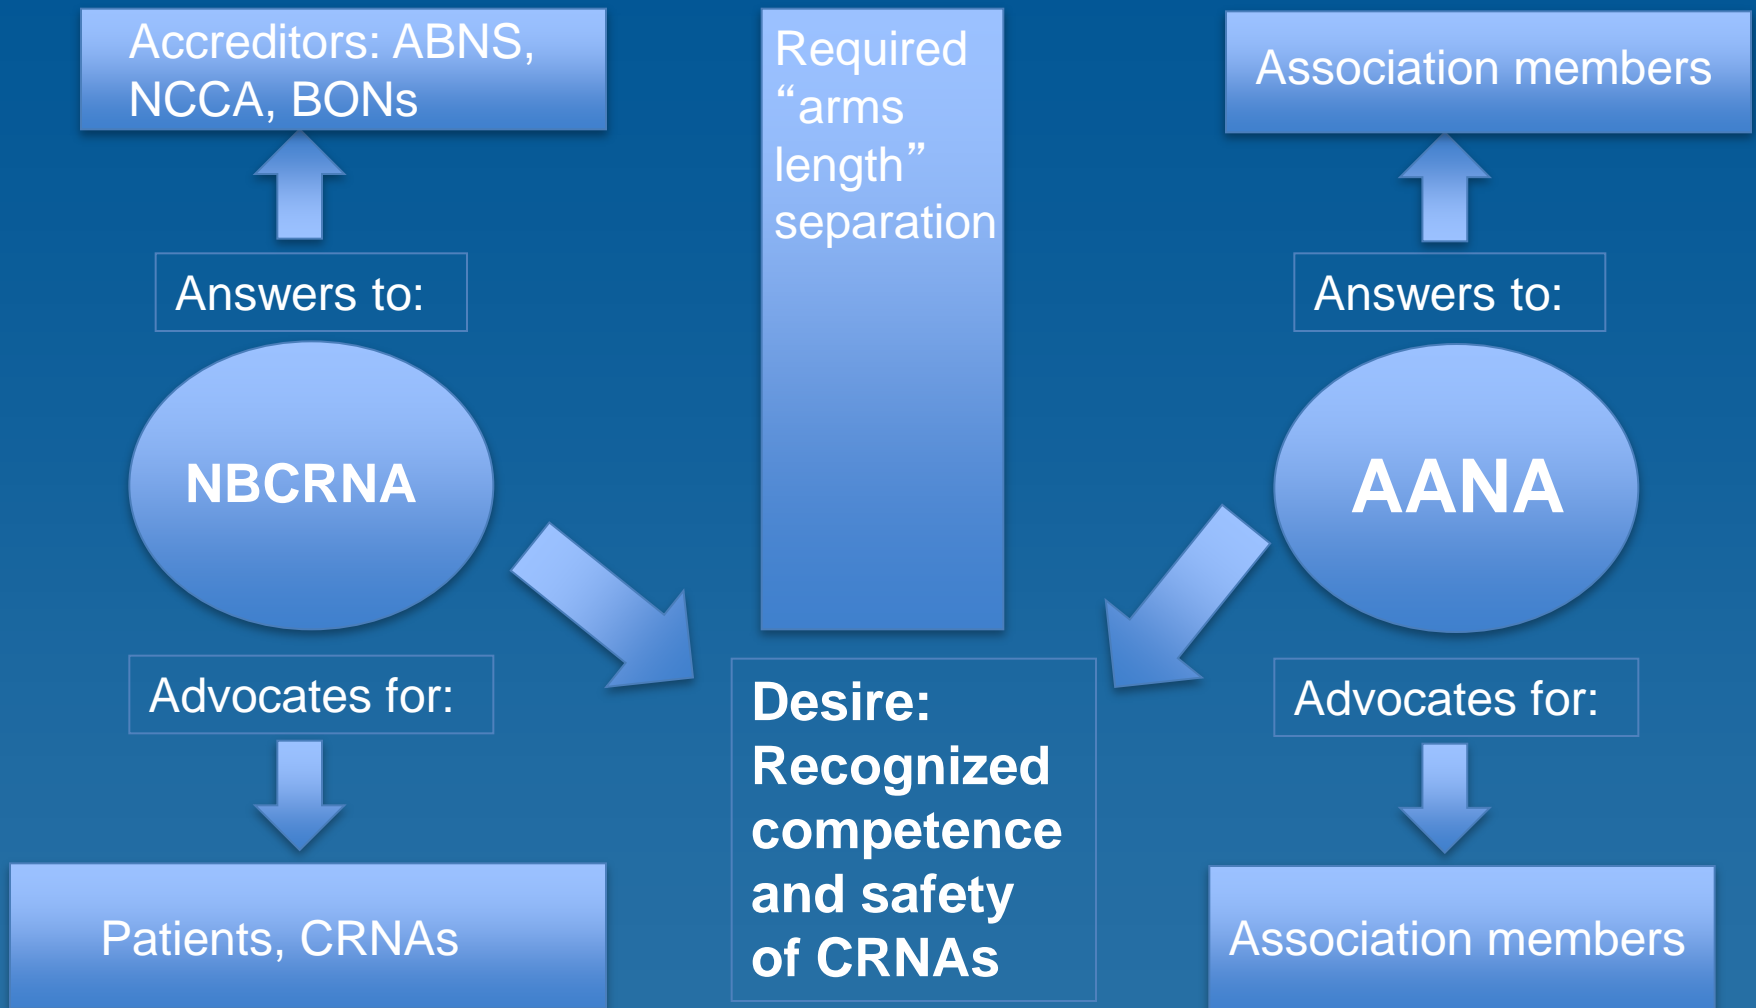 Accreditors: ABNS,
NCCA, BONs
Answers to:
NBCRNA
Advocates for:
Patients, CRNAs
Required
“arms
length”
separation
Desire:
Recognized
competence
and safety
of CRNAs
Association members
Answers to:
AANA
Advocates for:
Association members